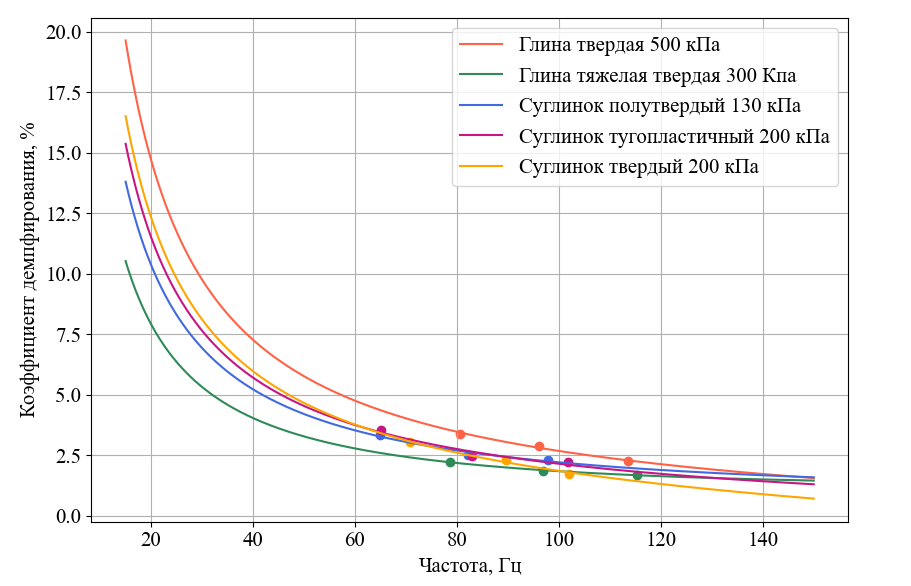 Глина твердая 500 кПа
Глина тяжелая твердая 300 Кпа
Суглинок полутвердый 130 кПа
Суглинок тугопластичный 200 кПа
Суглинок твердый 200 кПа
Коэффициент демпфирования, %
20.0
17.5
15.0
12.5
10.0
7.5
5.0
2.5
0.0
20 40 60 80 100 120 140
Частота, Гц